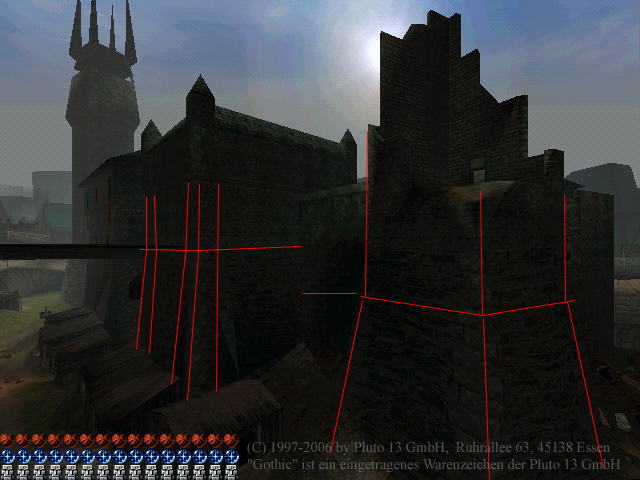 (C) 1997-2006 by Pluto 13 GmbH, Ruhrallee 63, 45138 Essen
"Gothic" ist ein eingetragenes Warenzeichen der Pluto 13 GmbH